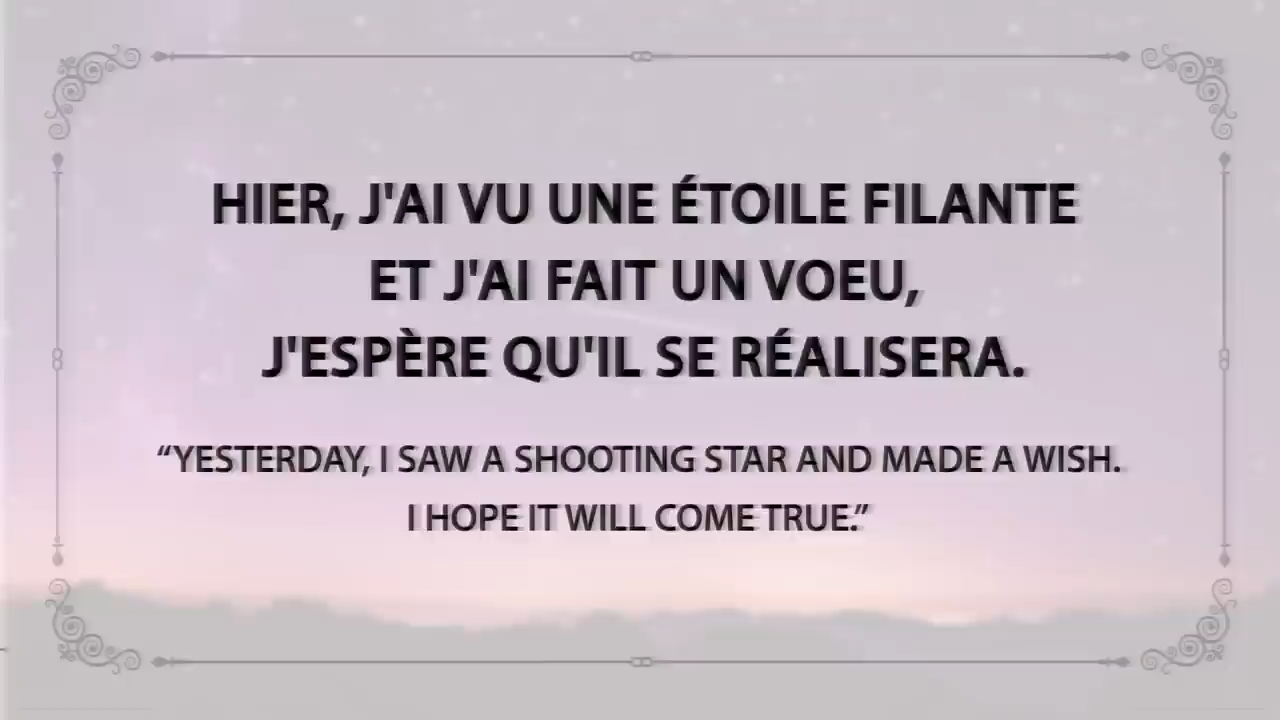 HIER, J'AI VU UNE ÉTOILE FILANTE
ET J'AI FAIT UN VOEU,
J'ESPÈRE QU'IL SE RÉALISERA.
“YESTERDAY, I SAW A SHOOTING STAR AND MADE A WISH.
I HOPE IT WILL COME TRUE.”